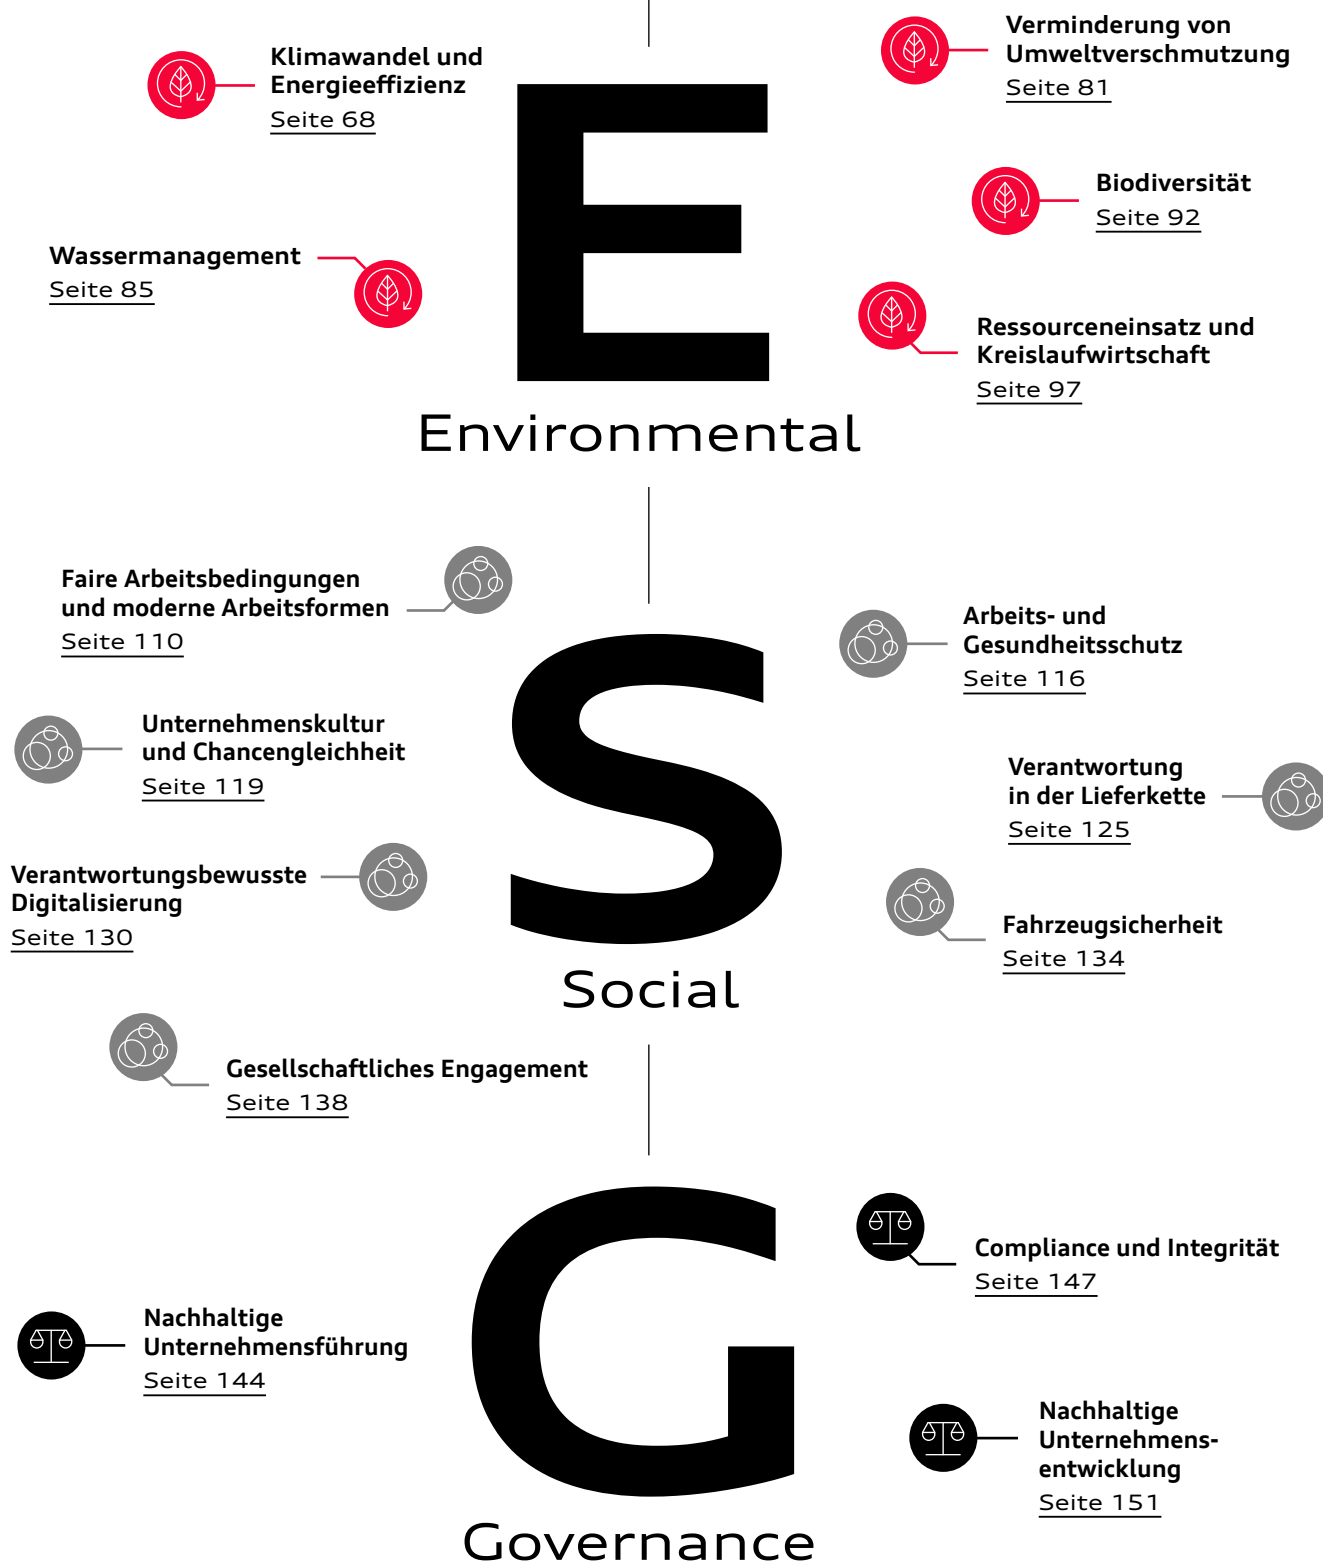 Klimawandel und
Energieeffizienz
Seite 68
Verminderung von
Umweltverschmutzung
Seite 81
Biodiversität
Seite 92
Wassermanagement
Seite 85
Ressourceneinsatz und
Kreislaufwirtschaft
Seite 97
E
Environmental
Faire Arbeitsbedingungen
und moderne Arbeitsformen
Seite 110
Arbeits- und
Gesundheitsschutz
Seite 116
Unternehmenskultur
und Chancengleichheit
Seite 119
Verantwortung
in der Lieferkette
Seite 125
Verantwortungsbewusste
Digitalisierung
Seite 130
Fahrzeugsicherheit
Seite 134
S
Social
Gesellschaftliches Engagement
Seite 138
Compliance und Integrität
Seite 147
Nachhaltige
Unternehmensführung
Seite 144
Nachhaltige
Unternehmens-
entwicklung
Seite 151
G
Governance